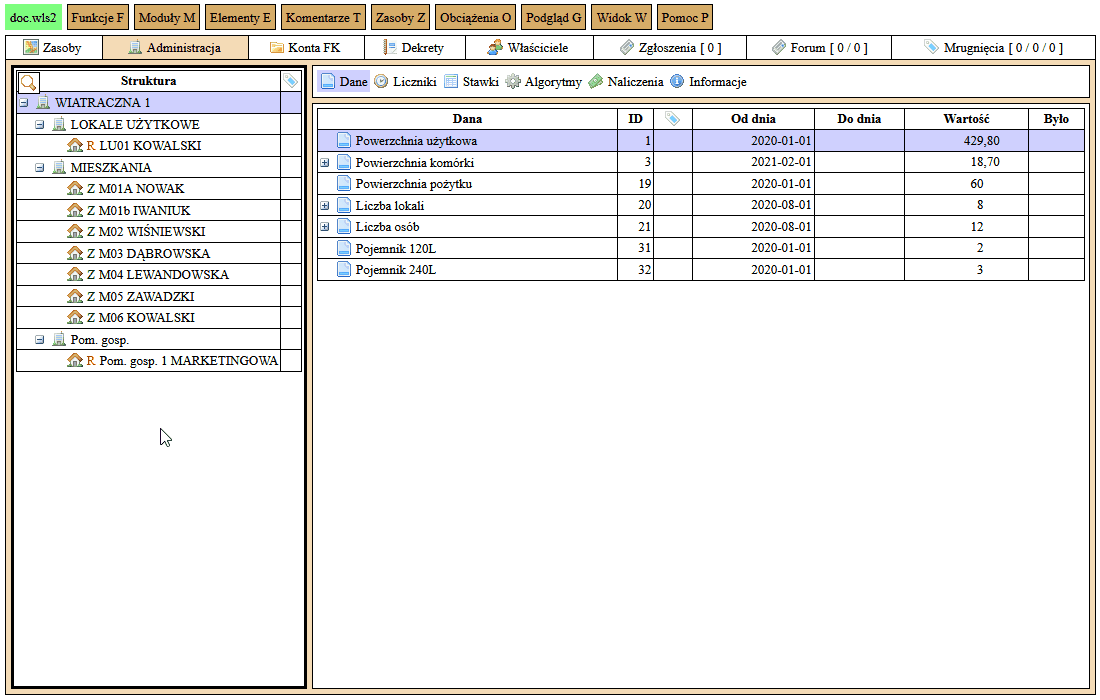 doc.wls2 Funkcje F Moduły M Elementy E Komentarze T Zasoby Z Obciążenia O Podgląd G Widok W Pomoc P
Zasoby Administracja Konta FK Dekrety Właściciele Zgłoszenia [ 0 ] Forum [ 0 / 0 ] Mrugnięcia [ 0 / 0 / 0 ]
Struktura
WIATRACZNA 1
LOKALE UŻYTKOWE
R LU01 KOWALSKI
MIESZKANIA
Z M01A NOWAK
Z M01b IWANIUK
Z M02 WIŚNIEWSKI
Z M03 DĄBROWSKA
Z M04 LEWANDOWSKA
Z M05 ZAWADZKI
Z M06 KOWALSKI
Pom. gosp.
R Pom. gosp. 1 MARKETINGOWA
Dane Liczniki Stawki Algorytmy Naliczenia Informacje
Dana ID Od dnia Do dnia Wartość Było
Powerzchnia użytkowa 1 2020-01-01 429,80
Powierzchnia komórki 3 2021-02-01 18,70
Powierzchnia pożytku 19 2020-01-01 60
Liczba lokali 20 2020-08-01 8
Liczba osób 21 2020-08-01 12
Pojemnik 120L 31 2020-01-01 2
Pojemnik 240L 32 2020-01-01 3